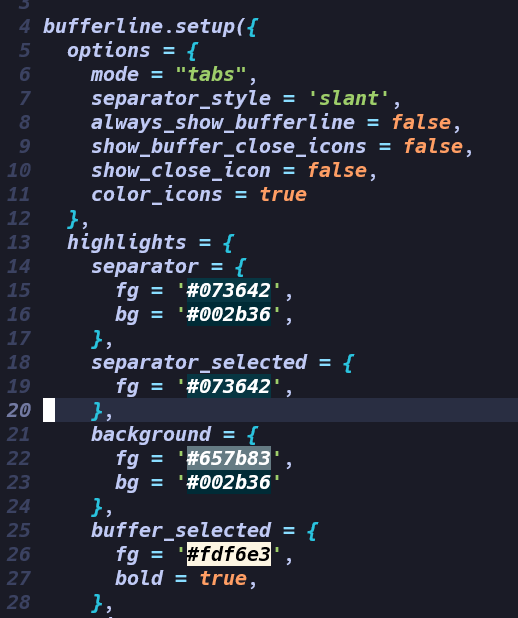 3
4 bufferline.setup({
5   options = {
6     mode = "tabs",
7     separator_style = 'slant',
8     always_show_bufferline = false,
9     show_buffer_close_icons = false,
10     show_close_icon = false,
11     color_icons = true
12   },
13   highlights = {
14     separator = {
15       fg = '#073642',
16       bg = '#002b36',
17     },
18     separator_selected = {
19       fg = '#073642',
20     },
21     background = {
22       fg = '#657b83',
23       bg = '#002b36'
24     },
25     buffer_selected = {
26       fg = '#fdf6e3',
27       bold = true,
28     },